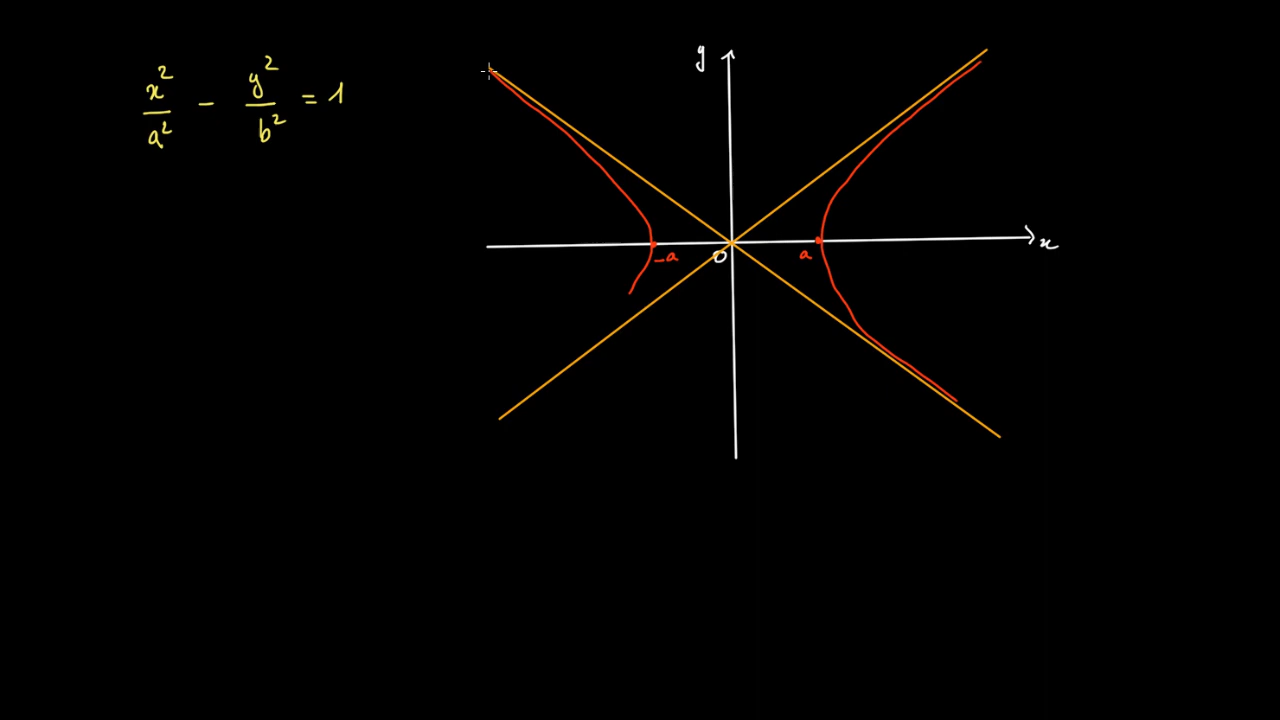 x²/a² - y²/b² = 1
y
x
O
-a
a